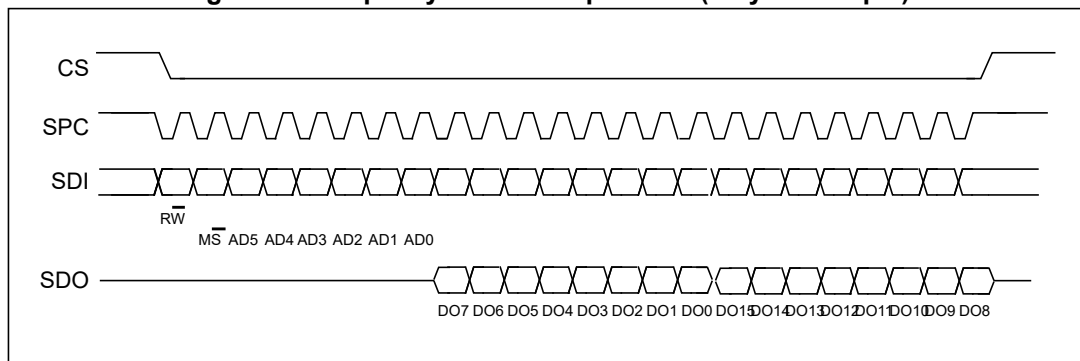 CS
SPC
SDI
RW
MS AD5 AD4 AD3 AD2 AD1 AD0
SDO
DO7 DO6 DO5 DO4 DO3 DO2 DO1 DO0 DO15 DO14 DO13 DO12 DO11 DO10 DO9 DO8